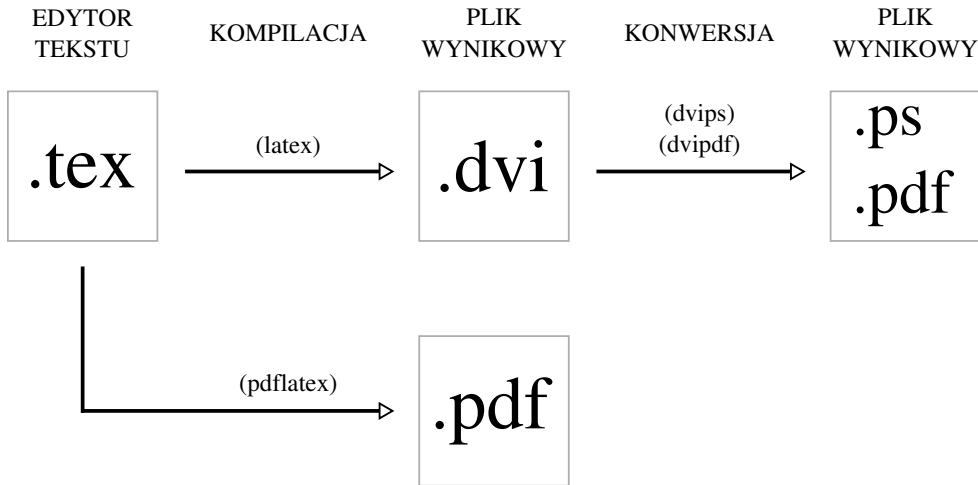 EDYTOR
TEKSTU
KOMPILACJA
PLIK
WYNIKOWY
KONWERSJA
PLIK
WYNIKOWY
.tex
(latex)
.dvi
(dvips)
(dvipdf)
.ps
.pdf
(pdflatex)
.pdf